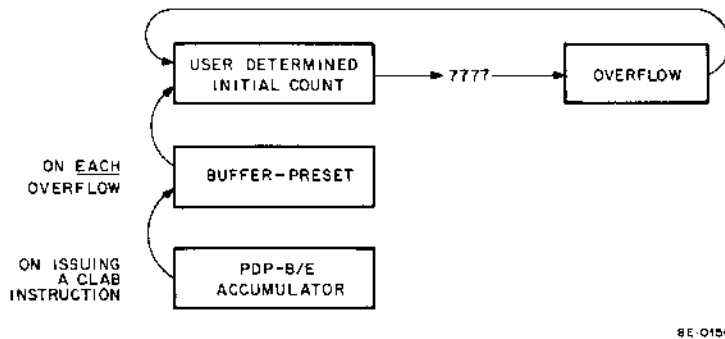 USER DETERMINED
INITIAL COUNT
7777
OVERFLOW
ON EACH
OVERFLOW
BUFFER-PRESET
ON ISSUING
A CLAB
INSTRUCTION
PDP-8/E
ACCUMULATOR